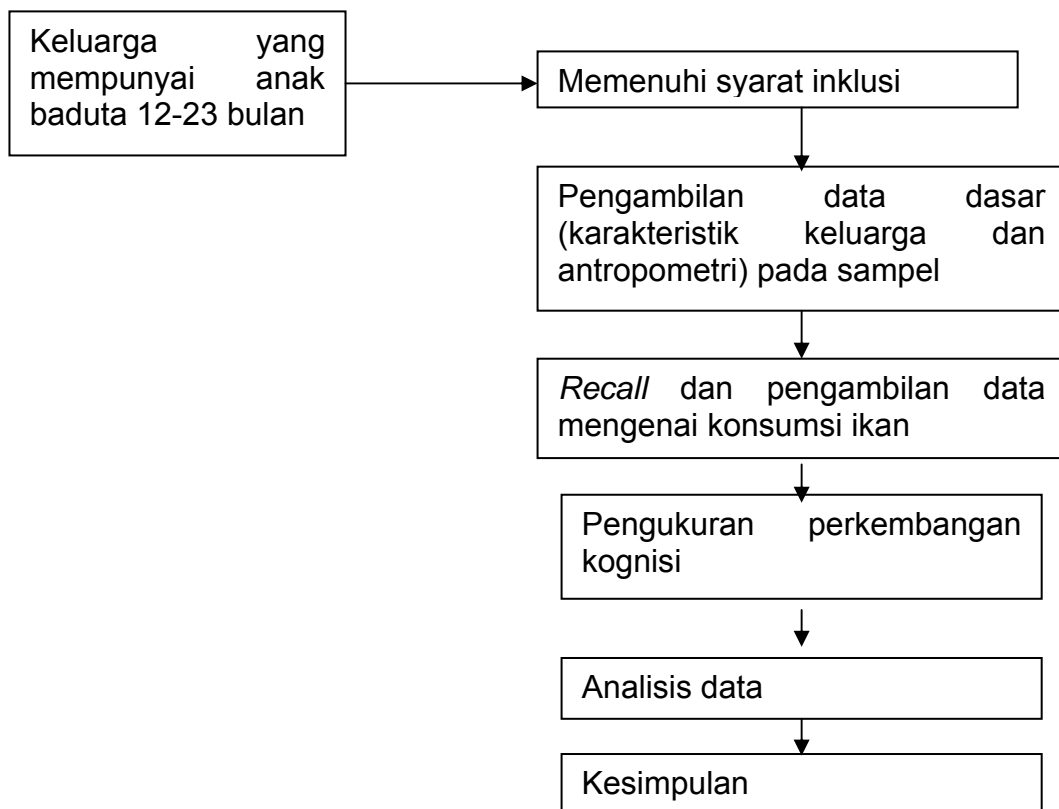 Keluarga yang
mempunyai anak
baduta 12-23 bulan
Memenuhi syarat inklusi
Pengambilan data dasar
(karakteristik keluarga dan
antropometri) pada sampel
Recall dan pengambilan data
mengenai konsumsi ikan
Pengukuran perkembangan
kognisi
Analisis data
Kesimpulan